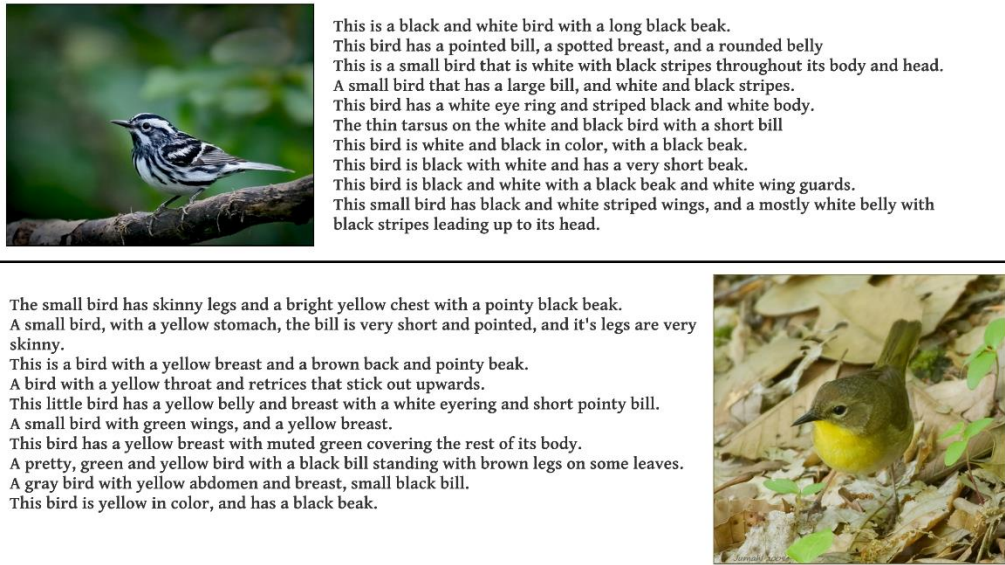 This is a black and white bird with a long black beak.
This bird has a pointed bill, a spotted breast, and a rounded belly
This is a small bird that is white with black stripes throughout its body and head.
A small bird that has a large bill, and white and black stripes.
This bird has a white eye ring and striped black and white body.
The thin tarsus on the white and black bird with a short bill
This bird is white and black in color, with a black beak.
This bird is black with white and has a very short beak.
This bird is black and white with a black beak and white wing guards.
This small bird has black and white striped wings, and a mostly white belly with
black stripes leading up to its head.
The small bird has skinny legs and a bright yellow chest with a pointy black beak.
A small bird, with a yellow stomach, the bill is very short and pointed, and it's legs are very
skinny.
This is a bird with a yellow breast and a brown back and pointy beak.
A bird with a yellow throat and retrices that stick out upwards.
This little bird has a yellow belly and breast with a white eyering and short pointy bill.
A small bird with green wings, and a yellow breast.
This bird has a yellow breast with muted green covering the rest of its body.
A pretty, green and yellow bird with a black bill standing with brown legs on some leaves.
A gray bird with yellow abdomen and breast, small black bill.
This bird is yellow in color, and has a black beak.